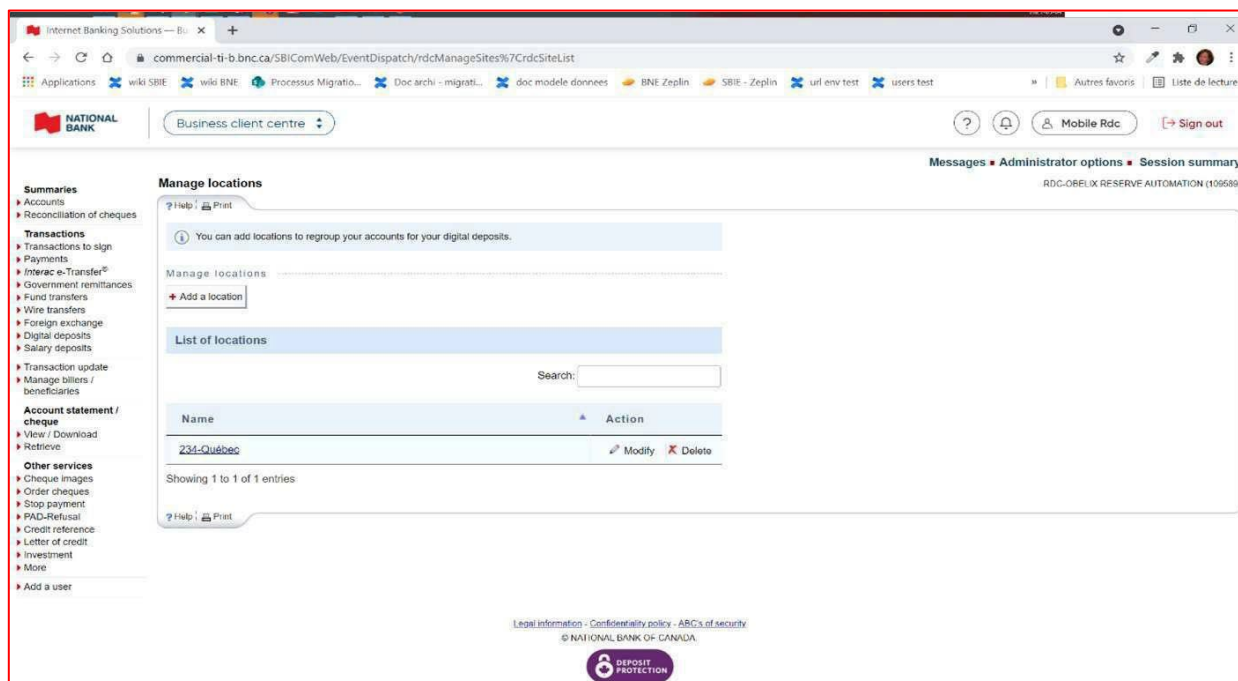 Internet Banking Solutions — Bu
commercial-ti-b.bnc.ca/SBIComWeb/EventDispatch/rdcManageSites%7CrdcSiteList
Applications wiki SBIE wiki BNE Processus Migratio... Doc archi - migrati... doc modele donnees BNE Zeplin SBIE - Zeplin url env test users test » Autres favoris Liste de lecture
NATIONAL
BANK
Business client centre
? Mobile Rdc Sign out
Messages Administrator options Session summary
RDC-OBELIX RESERVE AUTOMATION (109589
Summaries
Accounts
Reconciliation of cheques
Transactions
Transactions to sign
Payments
Interac e-Transfer®
Government remittances
Fund transfers
Wire transfers
Foreign exchange
Digital deposits
Salary deposits
Transaction update
Manage billers /
beneficiaries
Account statement /
cheque
View / Download
Retrieve
Other services
Cheque images
Order cheques
Stop payment
PAD-Refusal
Credit reference
Letter of credit
Investment
More
Add a user
Manage locations
? Help Print
You can add locations to regroup your accounts for your digital deposits.
Manage locations
+ Add a location
List of locations
Search:
Name Action
234-Québec Modify X Delete
Showing 1 to 1 of 1 entries
? Help Print
Legal information - Confidentiality policy - ABC's of security
© NATIONAL BANK OF CANADA.
DEPOSIT
PROTECTION